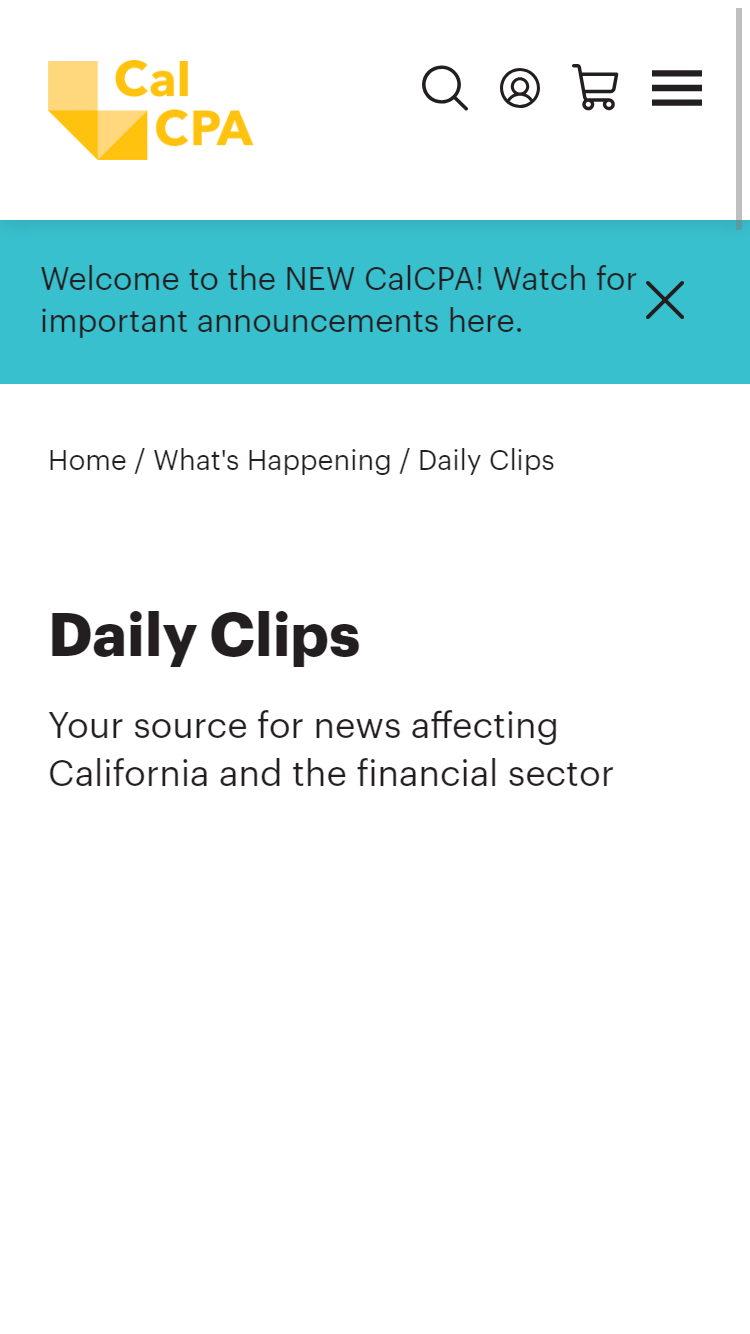 Cal
CPA
Welcome to the NEW CalCPA! Watch for
important announcements here.
Home / What's Happening / Daily Clips
Daily Clips
Your source for news affecting
California and the financial sector